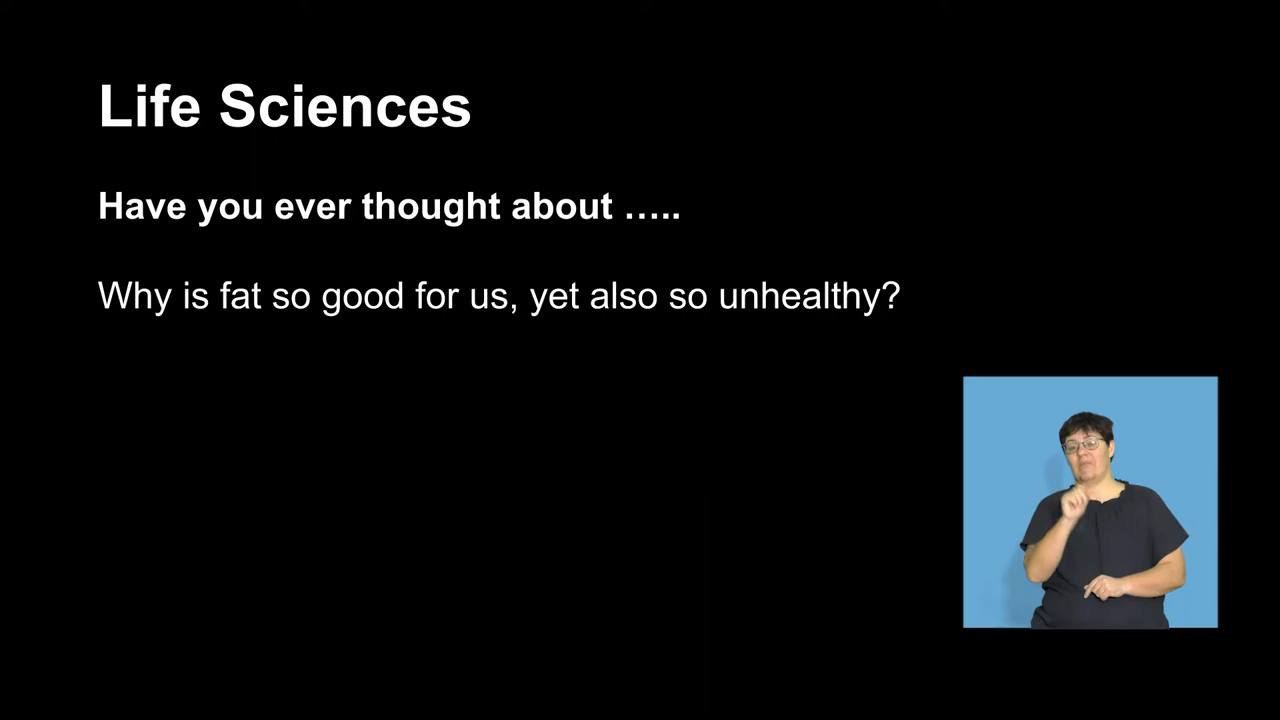 Life Sciences
Have you ever thought about …..
Why is fat so good for us, yet also so unhealthy?